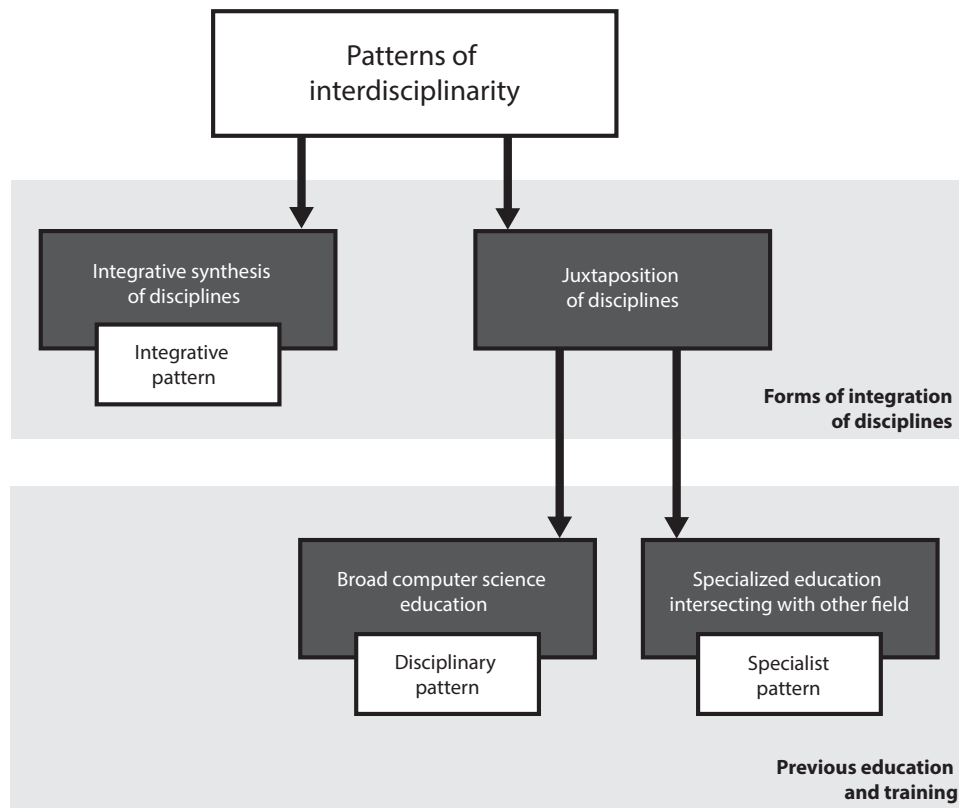 Patterns of
interdisciplinarity
Integrative synthesis
of disciplines
Integrative
pattern
Juxtaposition
of disciplines
Forms of integration
of disciplines
Broad computer science
education
Disciplinary
pattern
Specialized education
intersecting with other field
Specialist
pattern
Previous education
and training